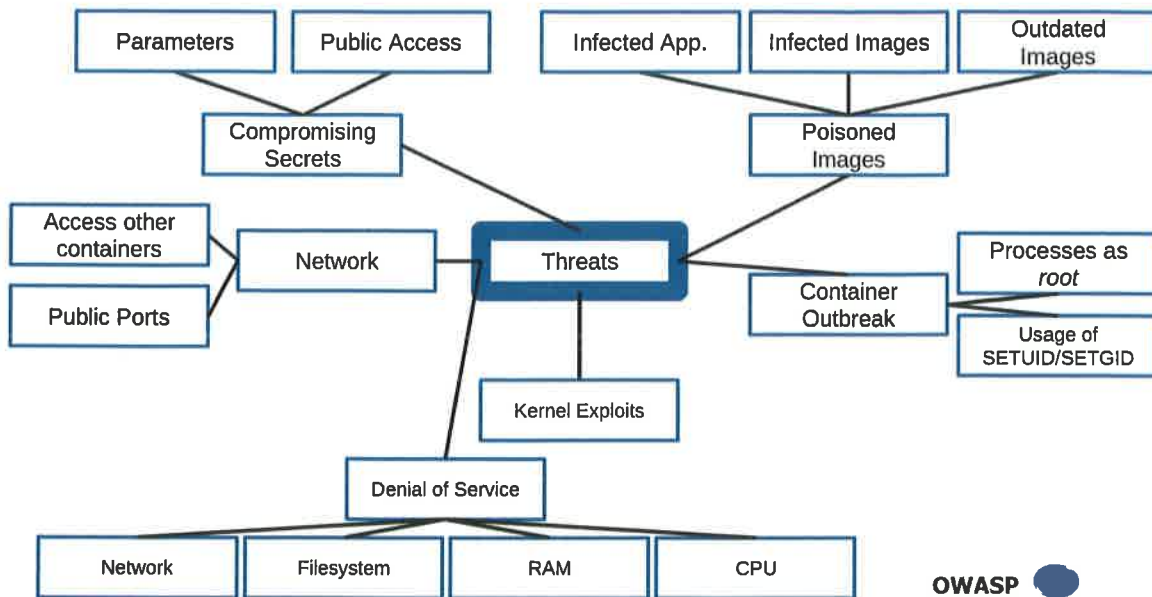 Parameters
Public Access
Infected App.
Infected Images
Outdated
Images
Compromising
Secrets
Poisoned
Images
Access other
containers
Network
Threats
Processes as
root
Public Ports
Container
Outbreak
Usage of
SETUID/SETGID
Kernel Exploits
Denial of Service
Network
Filesystem
RAM
CPU
OWASP